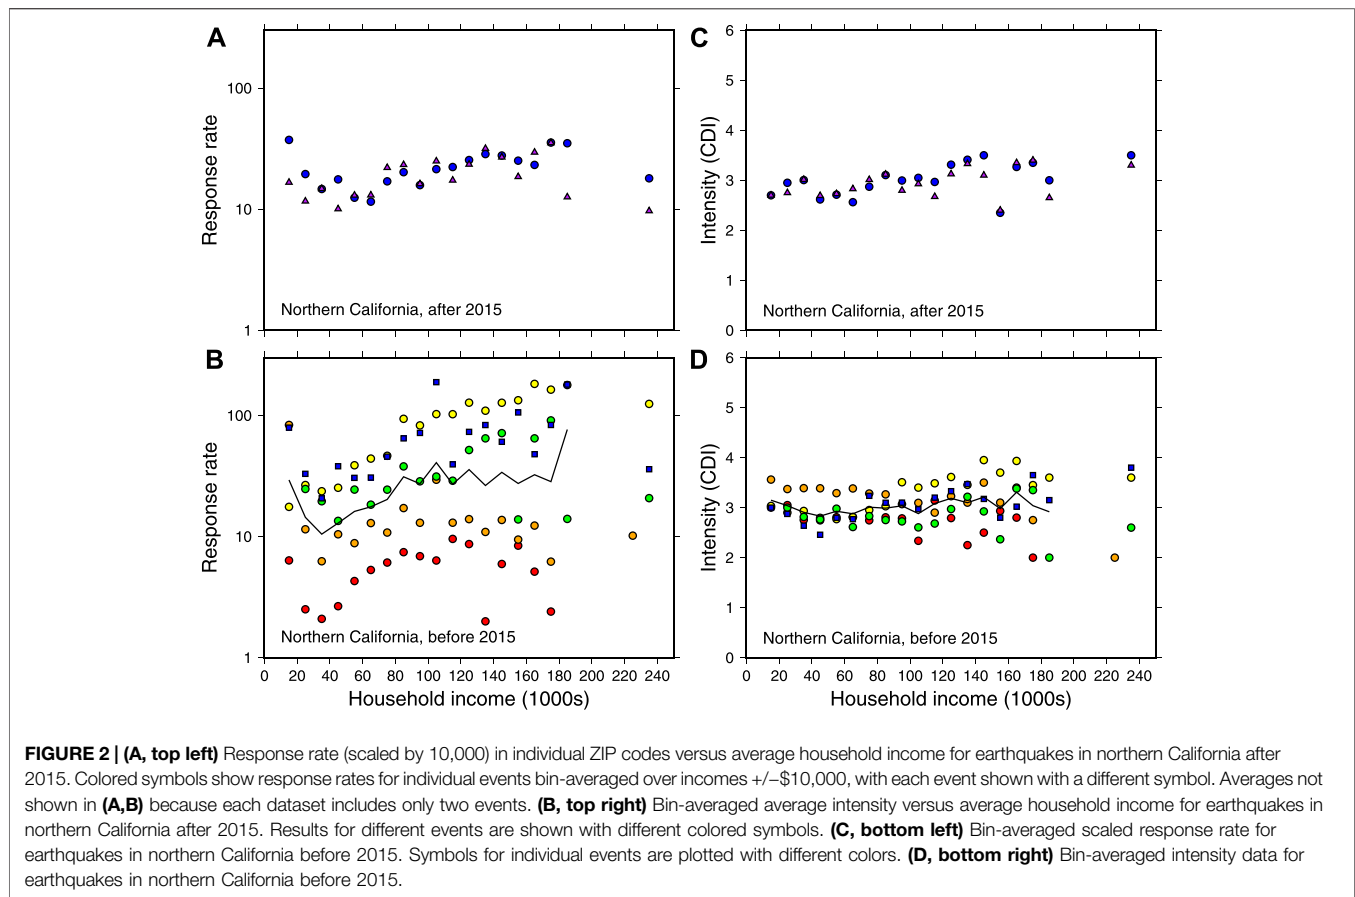 A
100
10
1
Response rate
Northern California, after 2015
C
6
5
4
3
2
1
0
Intensity (CDI)
Northern California, after 2015
B
100
10
1
Response rate
Northern California, before 2015
0 20 40 60 80 100 120 140 160 180 200 220 240
Household income (1000s)
D
6
5
4
3
2
1
0
Intensity (CDI)
Northern California, before 2015
0 20 40 60 80 100 120 140 160 180 200 220 240
Household income (1000s)
FIGURE 2 | (A, top left) Response rate (scaled by 10,000) in individual ZIP codes versus average household income for earthquakes in northern California after
2015. Colored symbols show response rates for individual events bin-averaged over incomes +/−$10,000, with each event shown with a different symbol. Averages not
shown in (A,B) because each dataset includes only two events. (B, top right) Bin-averaged average intensity versus average household income for earthquakes in
northern California after 2015. Results for different events are shown with different colored symbols. (C, bottom left) Bin-averaged scaled response rate for
earthquakes in northern California before 2015. Symbols for individual events are plotted with different colors. (D, bottom right) Bin-averaged intensity data for
earthquakes in northern California before 2015.